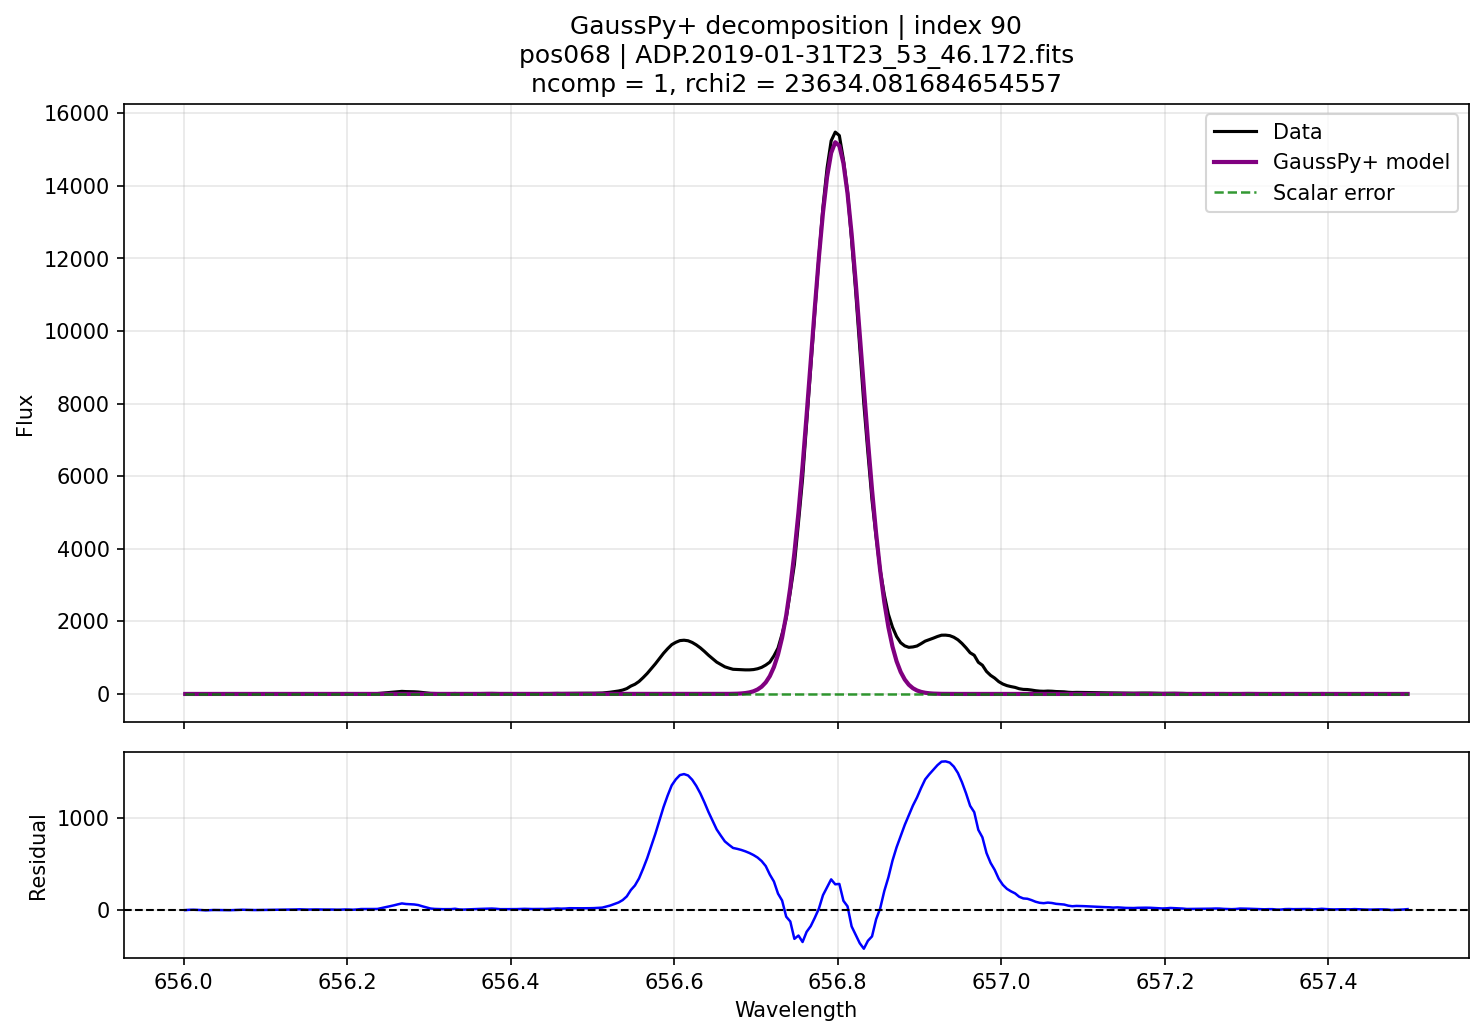 GaussPy+ decomposition | index 90
pos068 | ADP.2019-01-31T23_53_46.172.fits
ncomp = 1, rchi2 = 23634.081684654557
16000
14000
12000
10000
8000
6000
4000
2000
0
Flux
Data
GaussPy+ model
Scalar error
1000
0
Residual
656.0
656.2
656.4
656.6
656.8
657.0
657.2
657.4
Wavelength